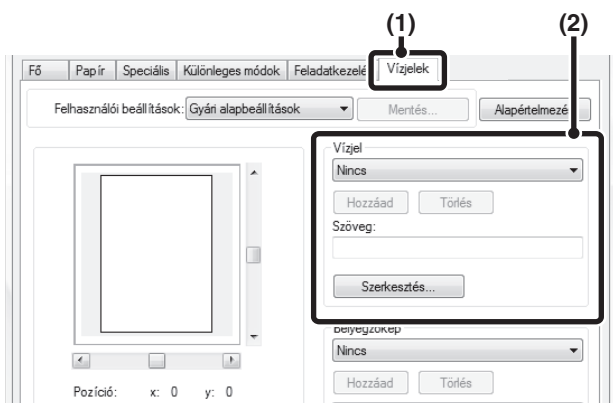 (1) (2)
Fő Papír Speciális Különleges módok Feladatkezelé Vízjelek
Felhasználói beállítások: Gyári alapbeállítások Mentés... Alapértelmezé
Vízjel
Nincs
Hozzáad Törlés
Szöveg:
Szerkesztés...
Bélyegzőkép
Nincs
Hozzáad Törlés
Pozíció: x: 0 y: 0